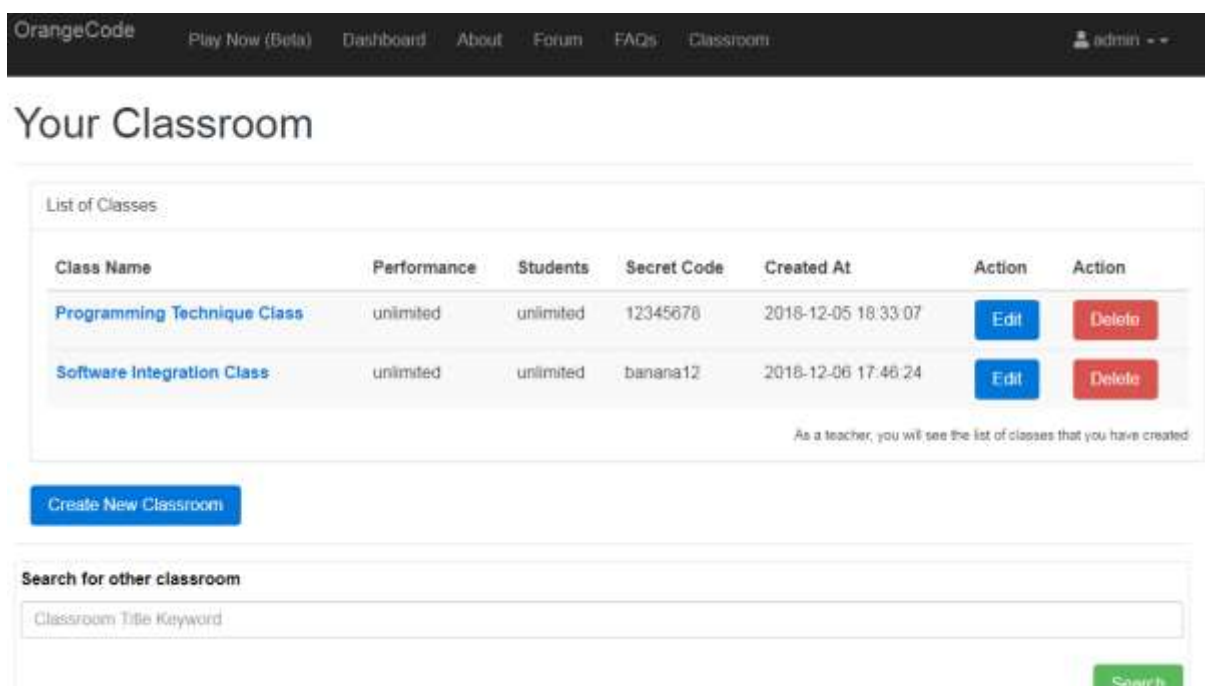 OrangeCode Play Now (Beta) Dashboard About Forum FAQs Classroom admin
Your Classroom
List of Classes
Class Name Performance Students Secret Code Created At Action Action
Programming Technique Class unlimited unlimited 12345678 2018-12-05 18:33:07 Edit Delete
Software Integration Class unlimited unlimited banana12 2018-12-06 17:46:24 Edit Delete
As a teacher, you will see the list of classes that you have created
Create New Classroom
Search for other classroom
Classroom Title Keyword
Search